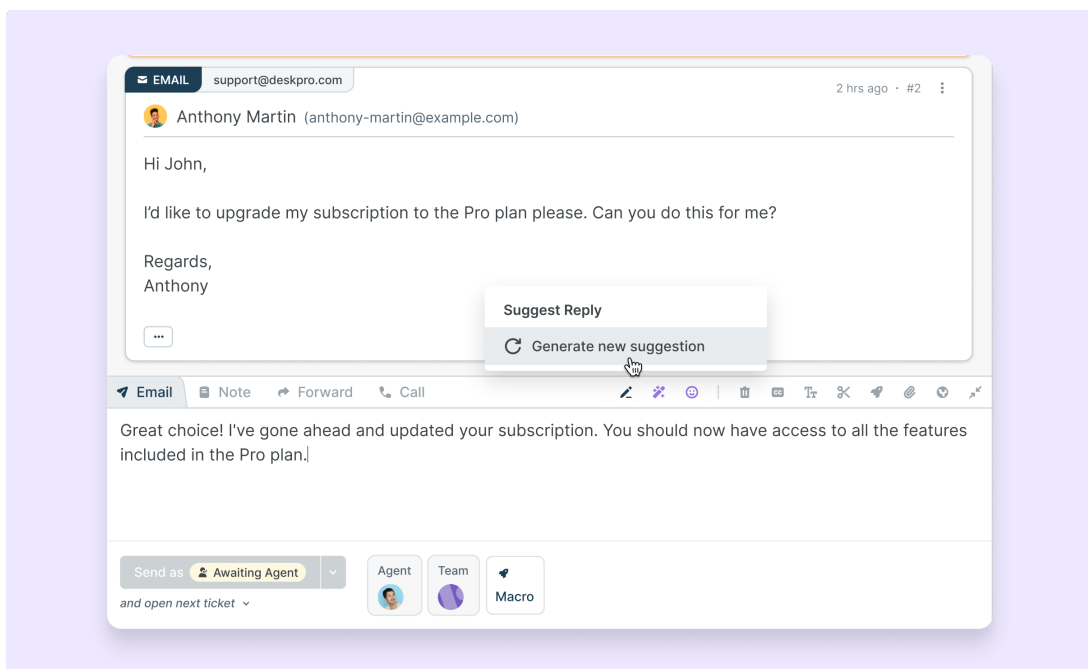 EMAIL support@deskpro.com
2 hrs ago • #2
Anthony Martin (anthony-martin@example.com)
Hi John,
I'd like to upgrade my subscription to the Pro plan please. Can you do this for me?
Regards,
Anthony
...
Suggest Reply
Generate new suggestion
Email Note Forward Call
CC Tт
Great choice! I've gone ahead and updated your subscription. You should now have access to all the features
included in the Pro plan.
Send as Awaiting Agent
and open next ticket
Agent Team
Macro